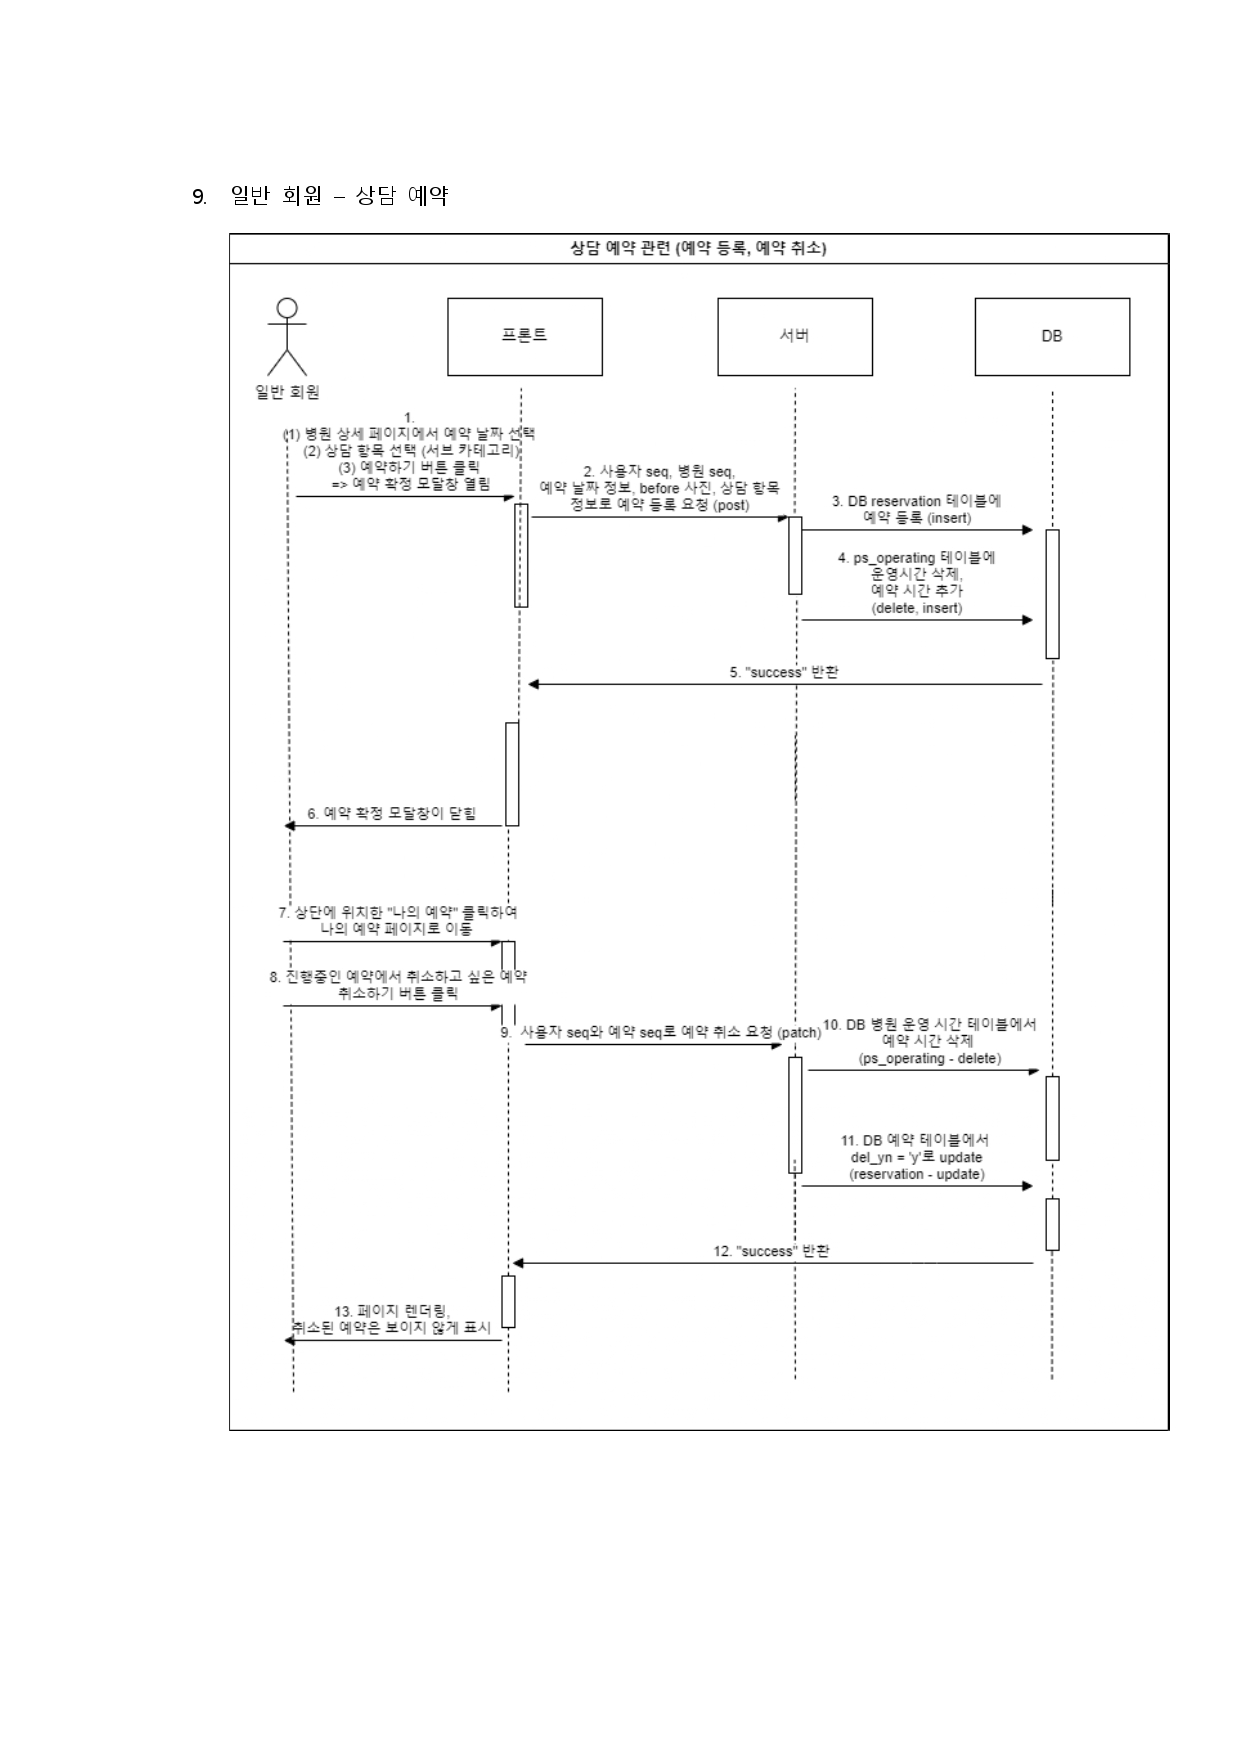 9. 일반 회원 – 상담 예약
상담 예약 관련 (예약 등록, 예약 취소)
프론트
서버
DB
일반 회원
1.
(1) 병원 상세 페이지에서 예약 날짜 선택
(2) 상담 항목 선택 (서브 카테고리)
(3) 예약하기 버튼 클릭
=> 예약 확정 모달창 열림
2. 사용자 seq, 병원 seq,
예약 날짜 정보, before 사진, 상담 항목
정보로 예약 등록 요청 (post)
3. DB reservation 테이블에
예약 등록 (insert)
4. ps_operating 테이블에
운영시간 삭제,
예약 시간 추가
(delete, insert)
5. "success" 반환
6. 예약 확정 모달창이 닫힘
7. 상단에 위치한 "나의 예약" 클릭하여
나의 예약 페이지로 이동
8. 진행중인 예약에서 취소하고 싶은 예약
취소하기 버튼 클릭
9. 사용자 seq와 예약 seq로 예약 취소 요청 (patch)
10. DB 병원 운영 시간 테이블에서
예약 시간 삭제
(ps_operating - delete)
11. DB 예약 테이블에서
del_yn = 'y'로 update
(reservation - update)
12. "success" 반환
13. 페이지 렌더링,
취소된 예약은 보이지 않게 표시